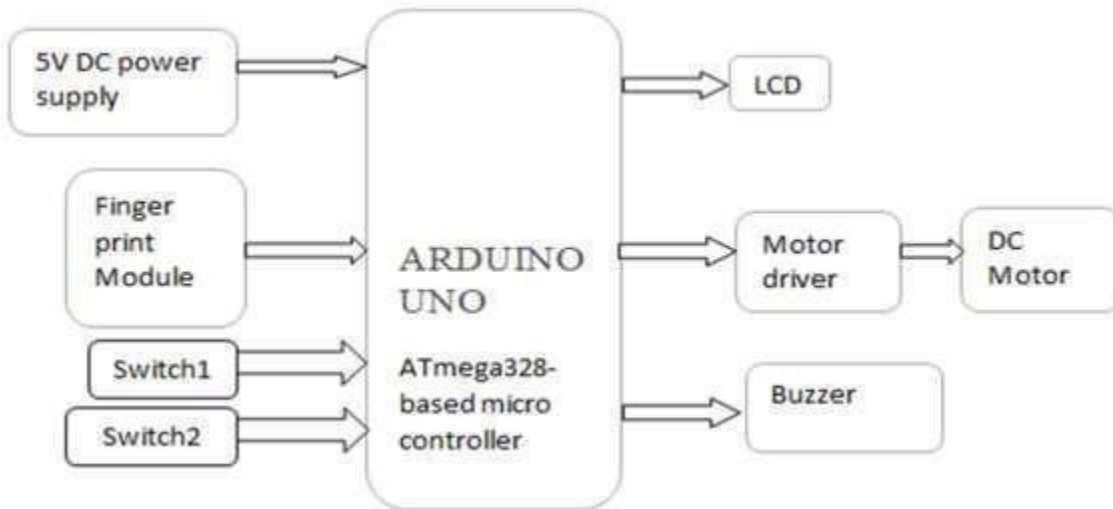 5V DC power
supply
Finger
print
Module
Switch1
Switch2
ARDUINO
UNO
ATmega328-
based micro
controller
LCD
Motor
driver
DC
Motor
Buzzer